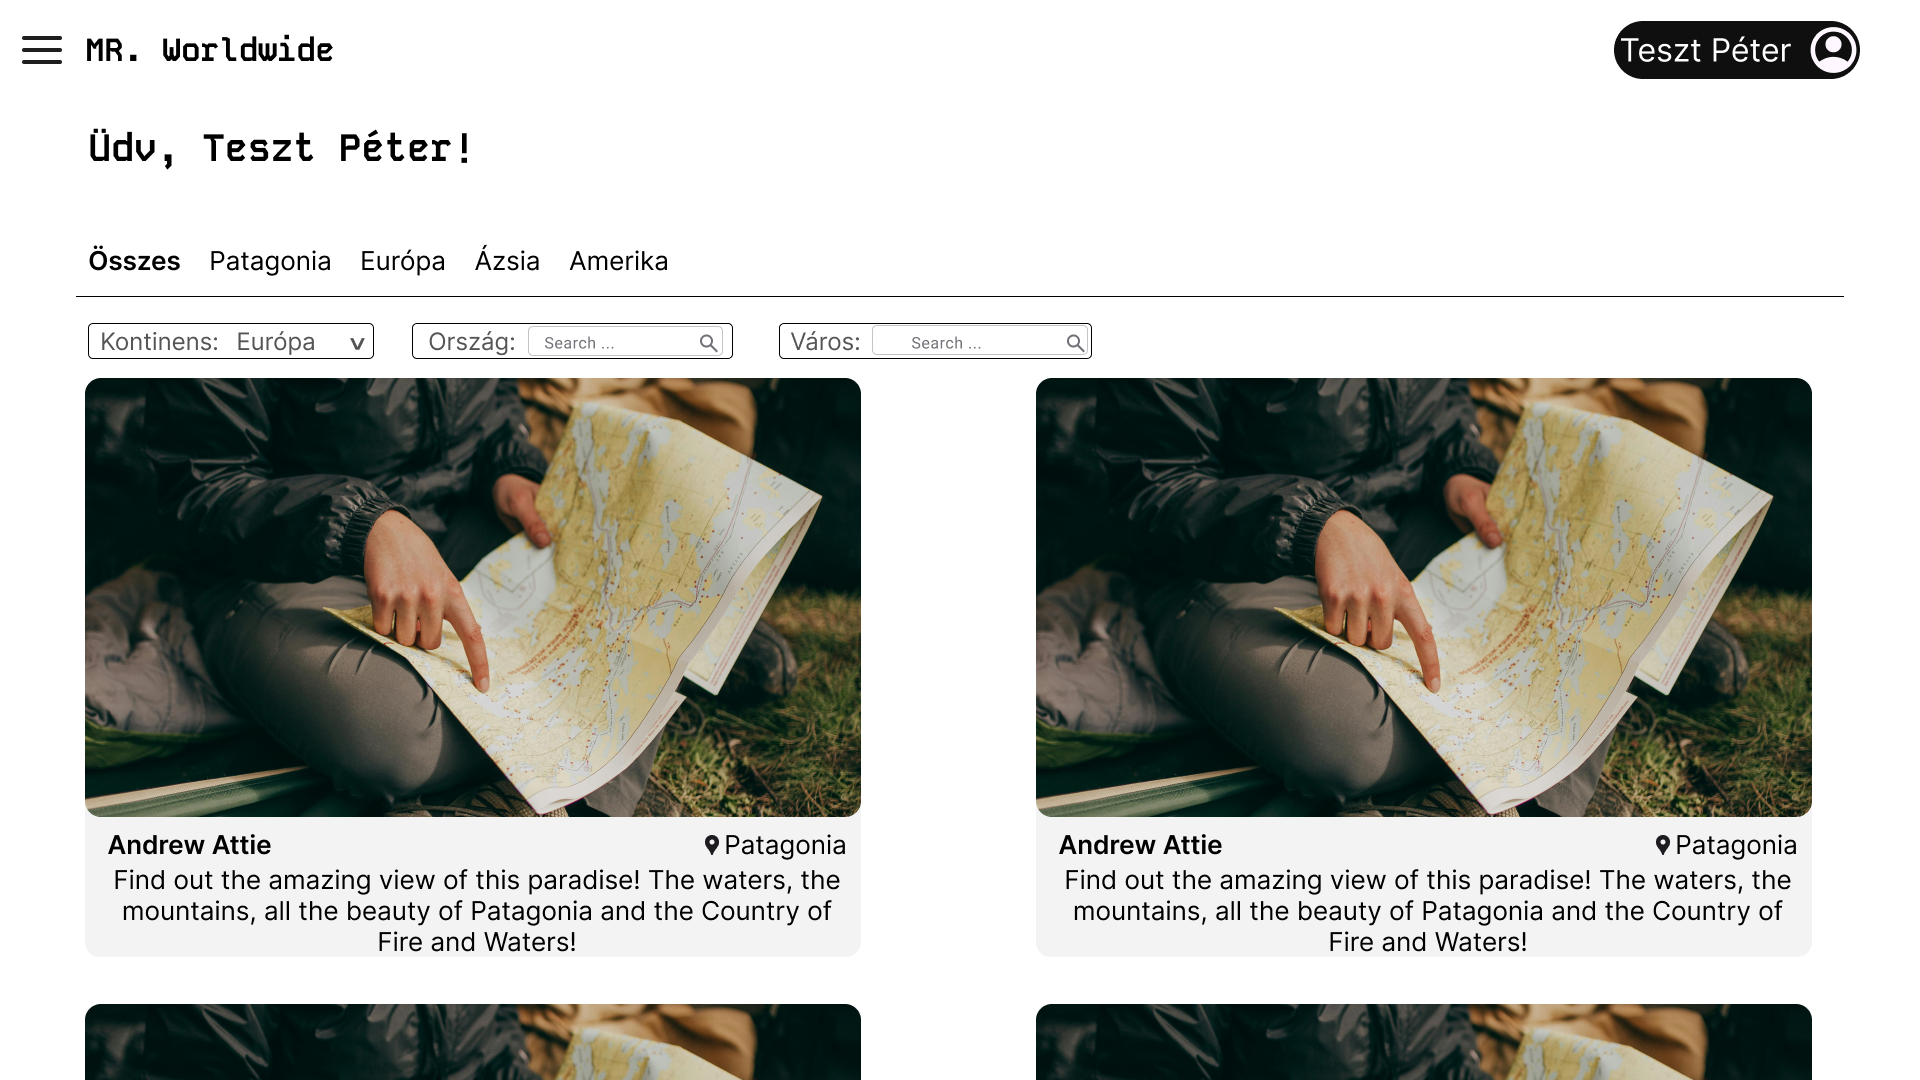 MR. Worldwide
Teszt Péter
Üdv, Teszt Péter!
Összes Patagonia Európa Ázsia Amerika
Kontinens: Európa v Ország: Search ... Város: Search ...
Andrew Attie Patagonia
Find out the amazing view of this paradise! The waters, the
mountains, all the beauty of Patagonia and the Country of
Fire and Waters!
Andrew Attie Patagonia
Find out the amazing view of this paradise! The waters, the
mountains, all the beauty of Patagonia and the Country of
Fire and Waters!